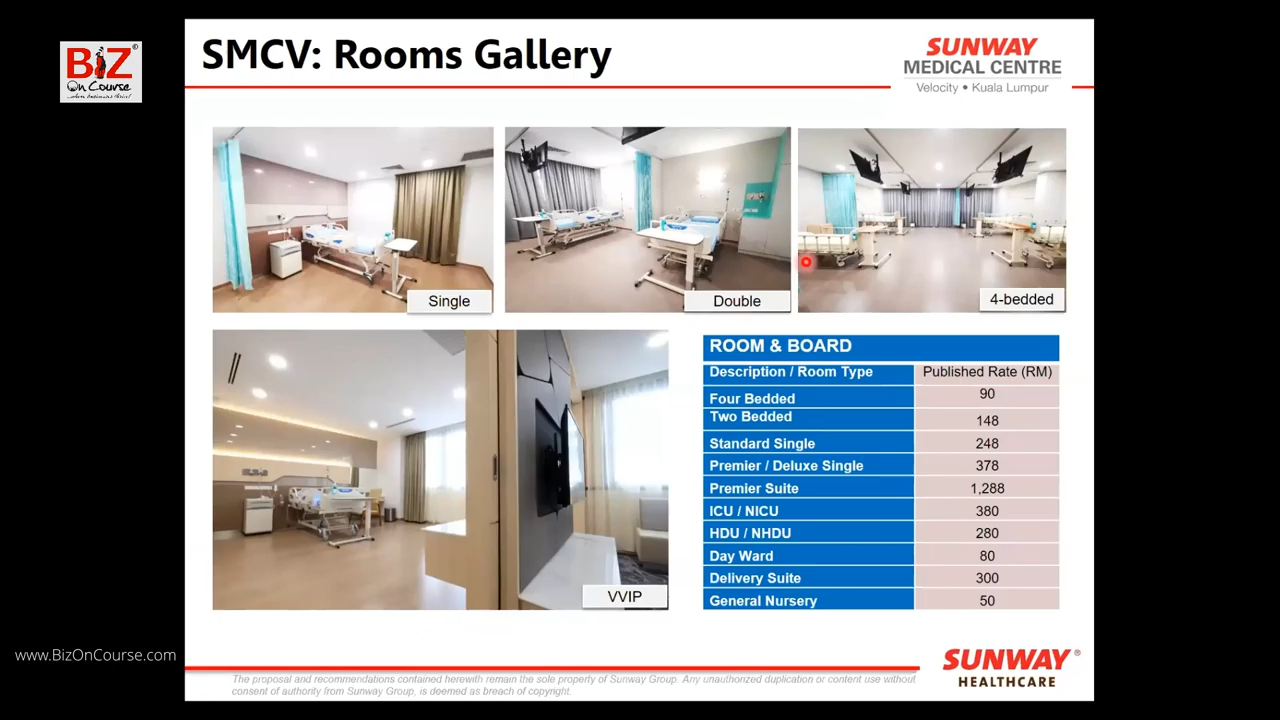 SMCV: Rooms Gallery
BiZ
On Course
SUNWAY
MEDICAL CENTRE
Velocity • Kuala Lumpur
Single
Double
4-bedded
VVIP
ROOM & BOARD
Description / Room Type Published Rate (RM)
Four Bedded 90
Two Bedded 148
Standard Single 248
Premier / Deluxe Single 378
Premier Suite 1,288
ICU / NICU 380
HDU / NHDU 280
Day Ward 80
Delivery Suite 300
General Nursery 50
www.BizOnCourse.com
The proposal and recommendations contained herewith remain the sole property of Sunway Group. Any unauthorized duplication or content use without
consent of authority from Sunway Group, is deemed as breach of copyright.
SUNWAY®
HEALTHCARE